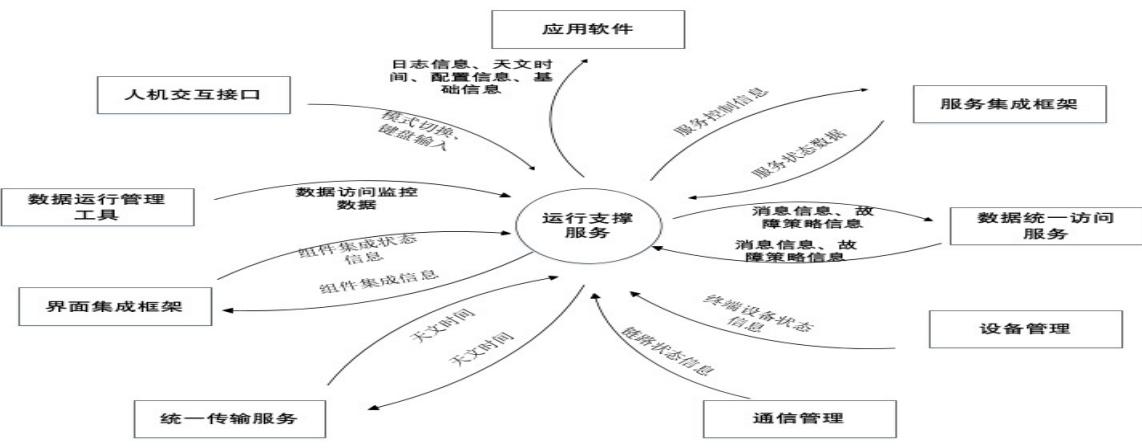 应用软件
日志信息、天文时
间、配置信息、基
础信息
人机交互接口
模式切换、
键盘输入
服务控制信息
服务集成框架
服务状态数据
数据运行管理
工具
数据访问监控
数据
运行支撑
服务
消息信息、故
障策略信息
数据统一访问
服务
消息信息、故
障策略信息
组件集成状态
信息
组件集成信息
界面集成框架
天文时间
天文时间
终端设备状态
信息
设备管理
链路状态信息
统一传输服务
通信管理